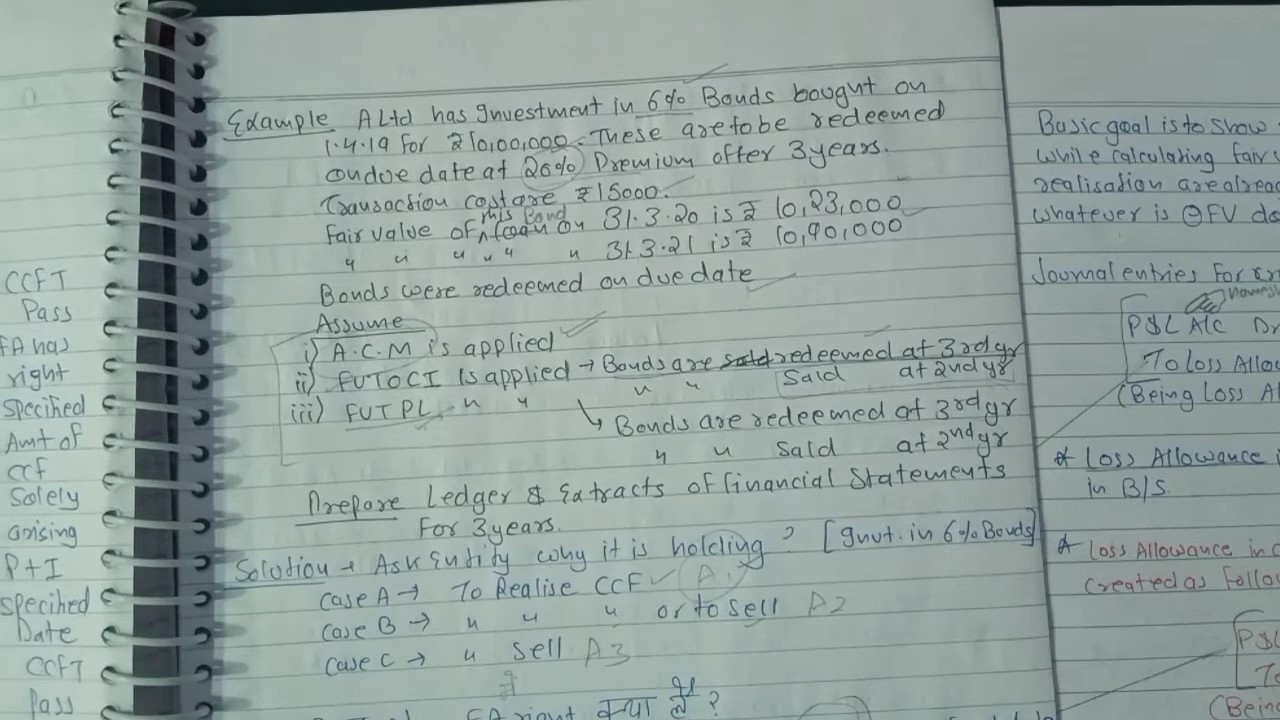 CCFT
Pass
FA has
right
specified
Amt of
CCF
Solely
arising
P+I
specified
Date
CCFT
Pass
Example A Ltd has Investment in 6% Bonds bought on
1.4.19 for ₹10,00,000. These are to be redeemed
on due date at 20% Premium after 3 years.
Transaction cost are ₹15000.
this Bond
Fair value of loan on 31.3.20 is ₹ 10,23,000
" " " " " 31.3.21 is ₹ 10,90,000
Bonds were redeemed on due date
Assume
i) A.C.M is applied
ii) FVTOCI is applied → Bonds are sold redeemed at 3rd yr
" " Sald at 2nd yr
iii) FVTPL " "
Bonds are redeemed at 3rd yr
" " Sald at 2nd yr
Prepare Ledger & Extracts of financial Statements
For 3 years.
Solution → Ask Entity why it is holding? [Invt. in 6% Bonds]
Case A → To Realise CCF A1
Case B → " " " or to sell A2
Case C → " sell A3
FA right क्या है?
Basic goal is to show
while calculating fair
realisation are alread
whatever is FV
Journal entries for
P&L A/c Dr
To Loss Allo
(Being Loss Al
* Loss Allowance i
in B/S.
* Loss Allowance in
created as follo
P&L
To
(Being